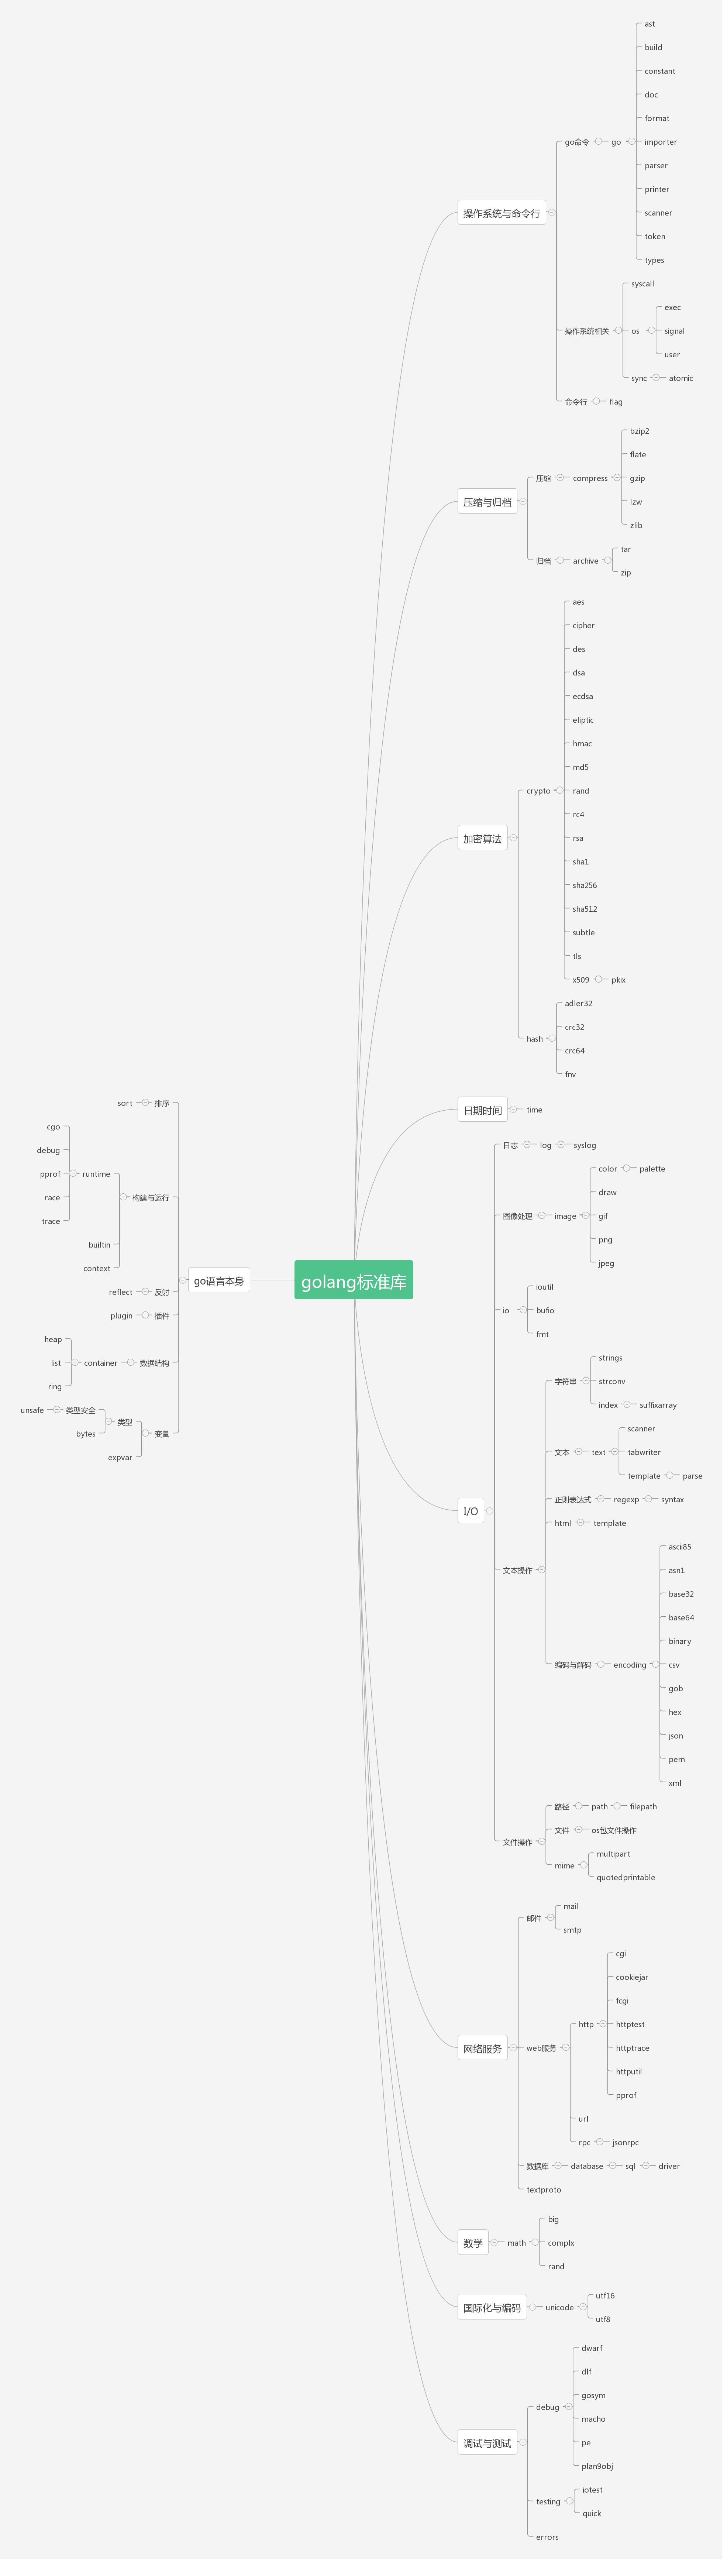 golang标准库
操作系统与命令行
go命令
go
ast
build
constant
doc
format
importer
parser
printer
scanner
token
types
操作系统相关
syscall
os
exec
signal
user
sync
atomic
命令行
flag
压缩与归档
压缩
compress
bzip2
flate
gzip
lzw
zlib
归档
archive
tar
zip
加密算法
crypto
aes
cipher
des
dsa
ecdsa
eliptic
hmac
md5
rand
rc4
rsa
sha1
sha256
sha512
subtle
tls
x509
pkix
hash
adler32
crc32
crc64
fnv
日期时间
time
I/O
日志
log
syslog
图像处理
image
color
palette
draw
gif
png
jpeg
io
ioutil
bufio
fmt
文本操作
字符串
strings
strconv
index
suffixarray
文本
text
scanner
tabwriter
template
parse
正则表达式
regexp
syntax
html
template
编码与解码
encoding
ascii85
asn1
base32
base64
binary
csv
gob
hex
json
pem
xml
文件操作
路径
path
filepath
文件
os包文件操作
mime
multipart
quotedprintable
网络服务
邮件
mail
smtp
web服务
http
cgi
cookiejar
fcgi
httptest
httptrace
httputil
pprof
url
rpc
jsonrpc
数据库
database
sql
driver
textproto
数学
math
big
complx
rand
国际化与编码
unicode
utf16
utf8
调试与测试
debug
dwarf
dlf
gosym
macho
pe
plan9obj
testing
iotest
quick
errors
go语言本身
排序
sort
构建与运行
runtime
cgo
debug
pprof
race
trace
builtin
context
反射
reflect
插件
plugin
数据结构
container
heap
list
ring
变量
类型
类型安全
unsafe
bytes
expvar